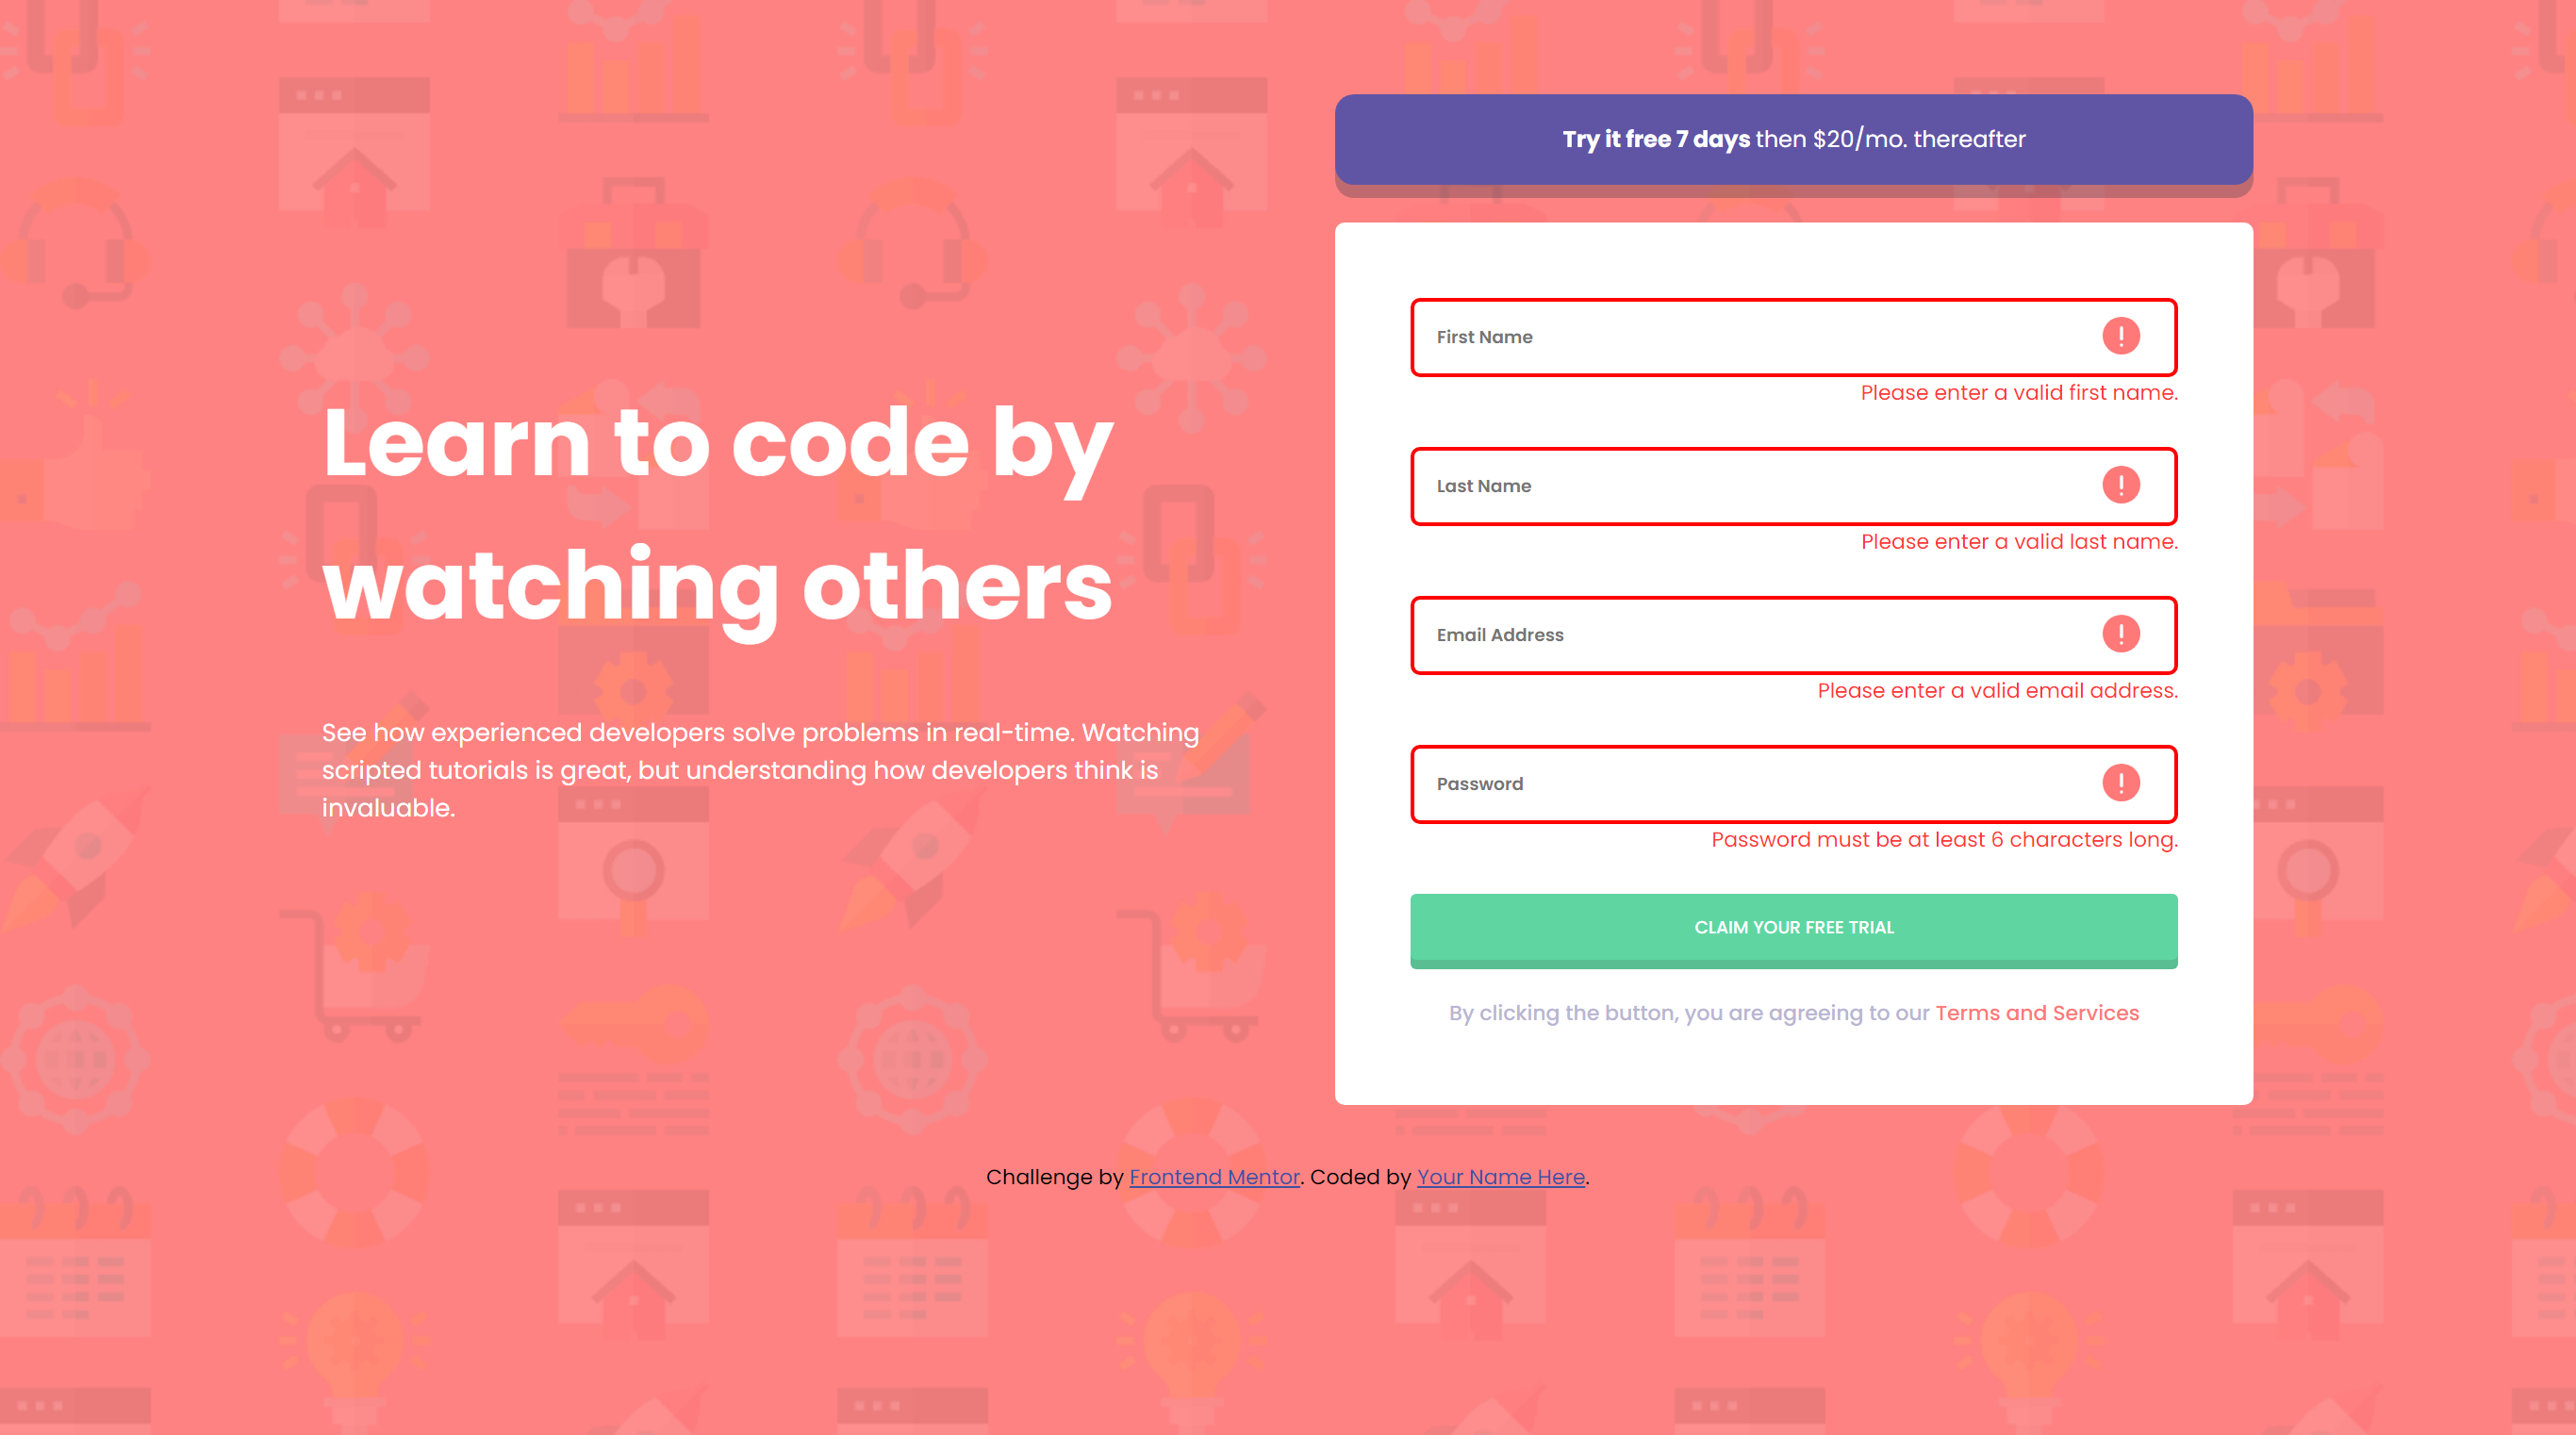 Learn to code by
watching others
See how experienced developers solve problems in real-time. Watching
scripted tutorials is great, but understanding how developers think is
invaluable.
Try it free 7 days then $20/mo. thereafter
First Name
Please enter a valid first name.
Last Name
Please enter a valid last name.
Email Address
Please enter a valid email address.
Password
Password must be at least 6 characters long.
CLAIM YOUR FREE TRIAL
By clicking the button, you are agreeing to our Terms and Services
Challenge by Frontend Mentor. Coded by Your Name Here.